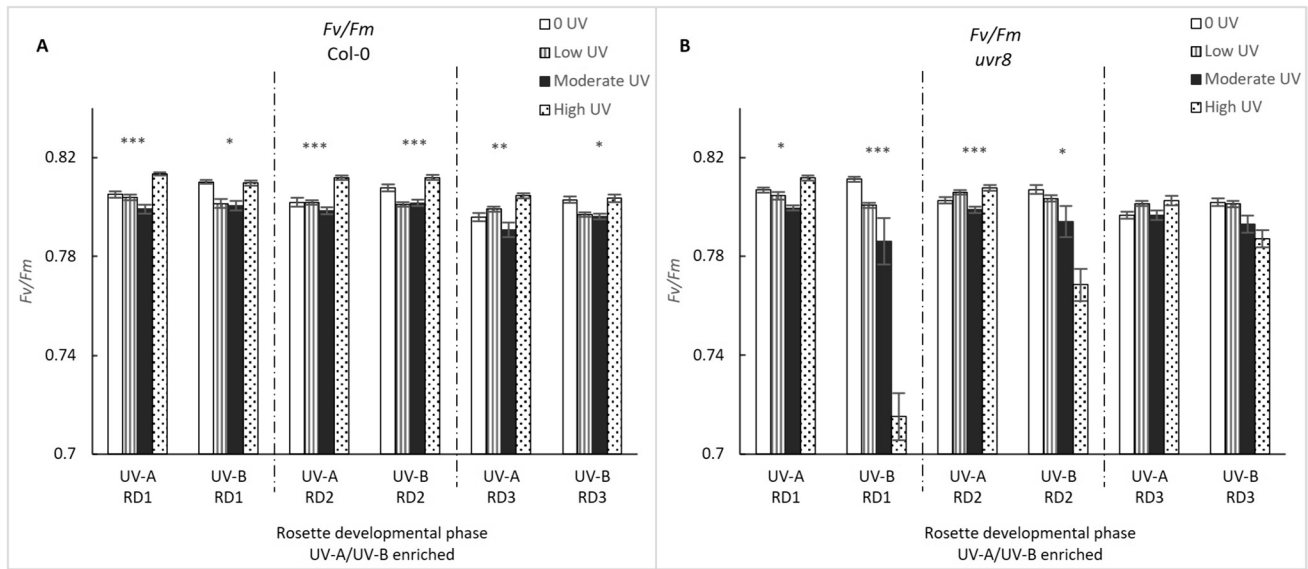 A
Fv/Fm
Col-0
0 UV
Low UV
Moderate UV
High UV
*** * *** *** ** *
0.82
0.78
0.74
0.7
Fv/Fm
UV-A UV-B UV-A UV-B UV-A UV-B
RD1 RD1 RD2 RD2 RD3 RD3
Rosette developmental phase
UV-A/UV-B enriched
B
Fv/Fm
uvr8
0 UV
Low UV
Moderate UV
High UV
* *** *** *
0.82
0.78
0.74
0.7
Fv/Fm
UV-A UV-B UV-A UV-B UV-A UV-B
RD1 RD1 RD2 RD2 RD3 RD3
Rosette developmental phase
UV-A/UV-B enriched